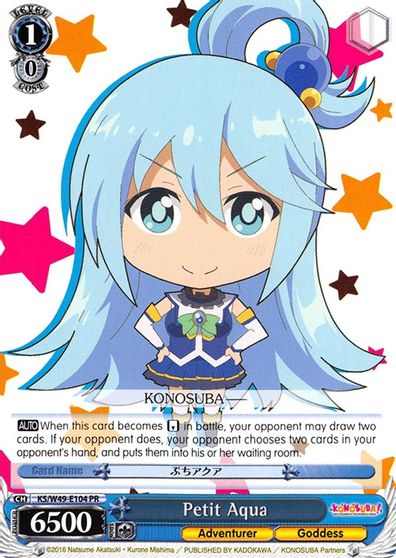 LEVEL
1
0
COST
KONOSUBA —
AUTO When this card becomes [▼] in battle, your opponent may draw two
cards. If your opponent does, your opponent chooses two cards in your
opponent's hand, and puts them into his or her waiting room.
Card Name ぷちアクア
CH KS/W49-E104 PR
POWER 6500 SOUL Petit Aqua KONOSUBA!
Adventurer Goddess
©2016 Natsume Akatsuki • Kurone Mishima / PUBLISHED BY KADOKAWA / KONOSUBA Partners